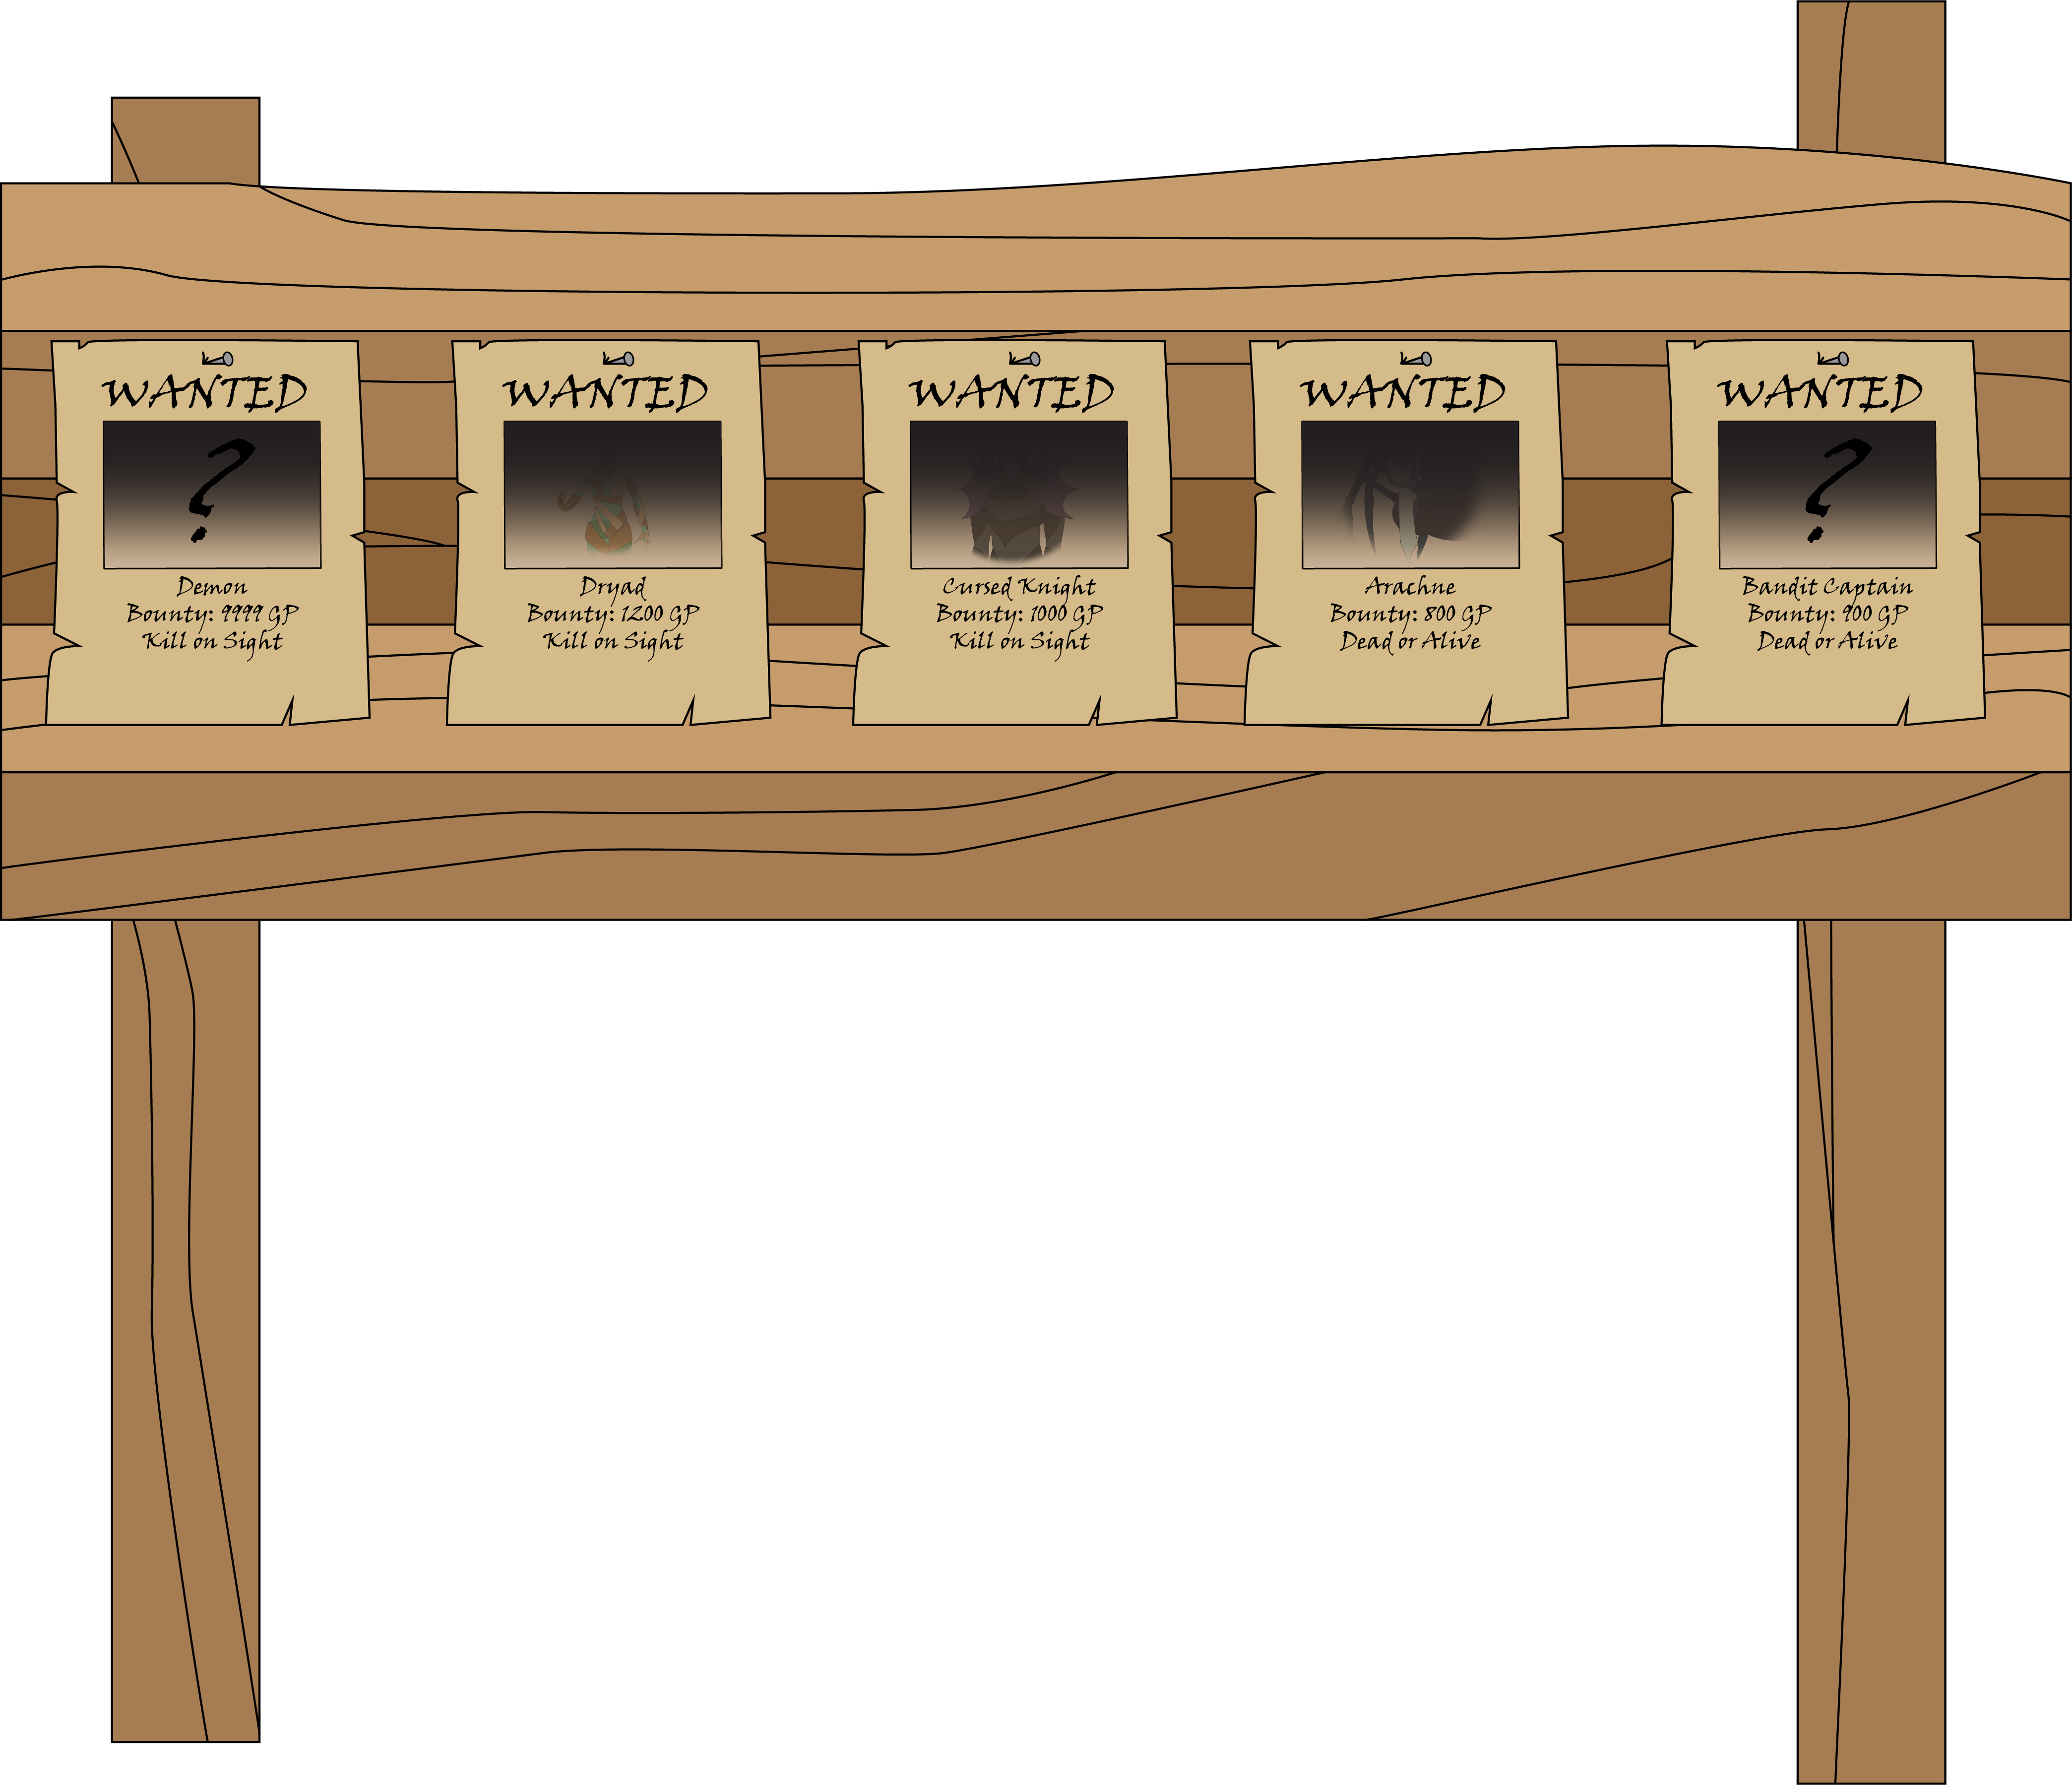 WANTED
?
Demon
Bounty: 9999 GP
Kill on Sight
WANTED
Dryad
Bounty: 1200 GP
Kill on Sight
WANTED
Cursed Knight
Bounty: 1000 GP
Kill on Sight
WANTED
Arachne
Bounty: 800 GP
Dead or Alive
WANTED
?
Bandit Captain
Bounty: 900 GP
Dead or Alive